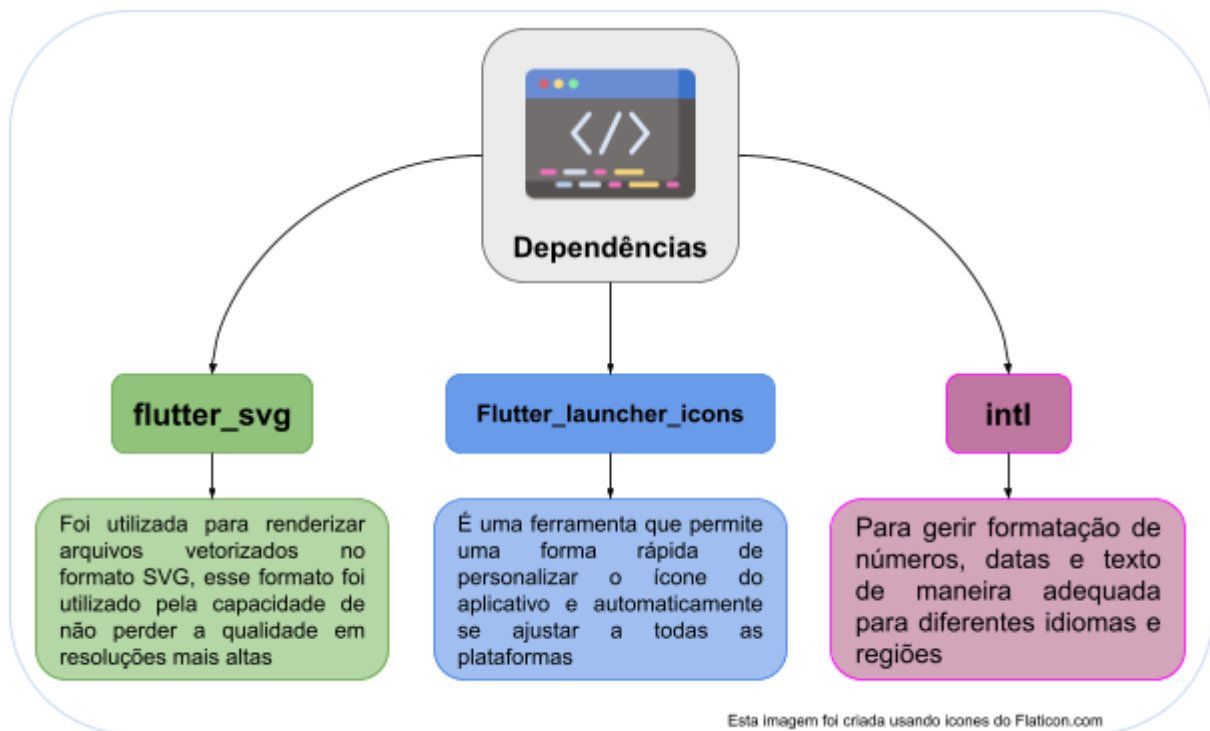 </>
Dependências
flutter_svg
Flutter_launcher_icons
intl
Foi utilizada para renderizar
arquivos vetorizados no
formato SVG, esse formato foi
utilizado pela capacidade de
não perder a qualidade em
resoluções mais altas
É uma ferramenta que permite
uma forma rápida de
personalizar o ícone do
aplicativo e automaticamente
se ajustar a todas as
plataformas
Para gerir formatação de
números, datas e texto
de maneira adequada
para diferentes idiomas e
regiões
Esta imagem foi criada usando icones do Flaticon.com